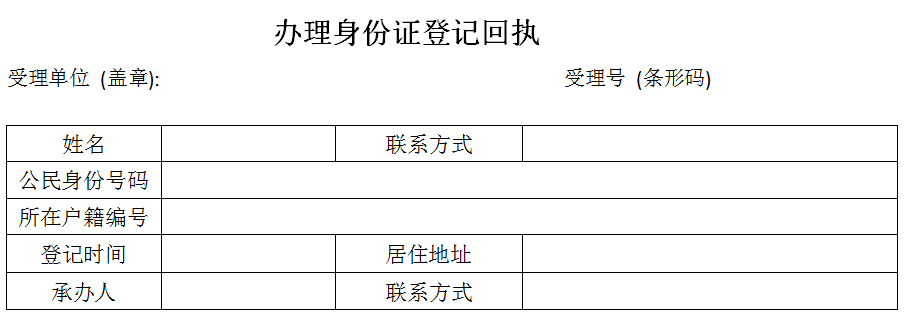 办理身份证登记回执
受理单位 (盖章): 受理号 (条形码)
姓名 联系方式
公民身份号码
所在户籍编号
登记时间 居住地址
承办人 联系方式